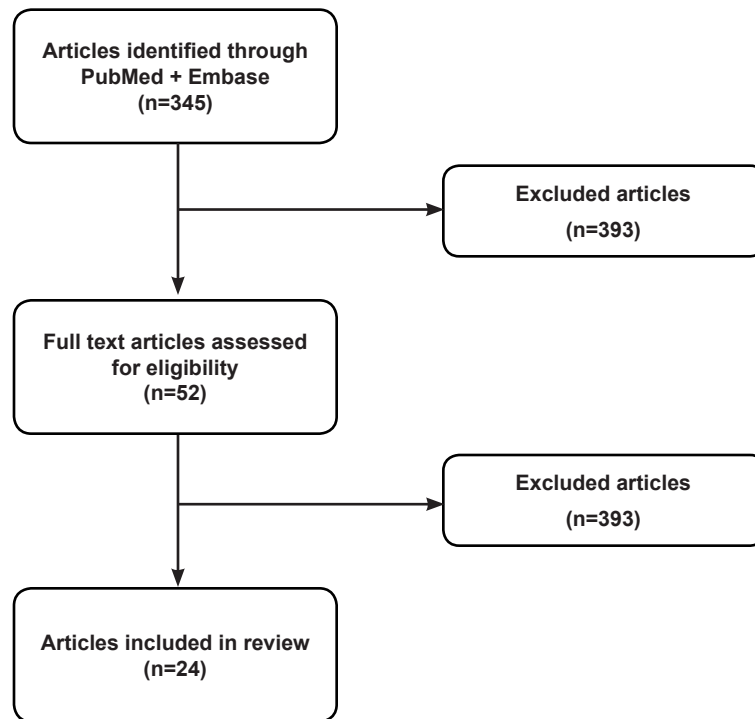 Articles identified through
PubMed + Embase
(n=345)
Excluded articles
(n=393)
Full text articles assessed
for eligibility
(n=52)
Excluded articles
(n=393)
Articles included in review
(n=24)